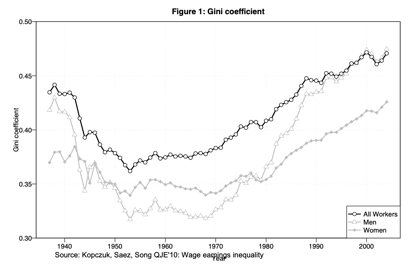 Figure 1: Gini coefficient
0.50
0.45
0.40
0.35
0.30
Gini coefficient
1940
1950
1960
1970
1980
1990
2000
Year
All Workers
Men
Women
Source: Kopczuk, Saez, Song QJE'10: Wage earnings inequality